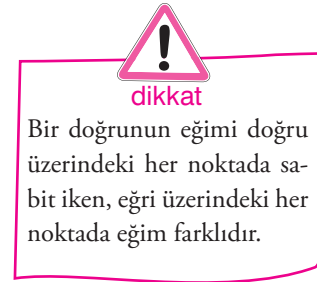 dikkat
Bir doğrunun eğimi doğru
üzerindeki her noktada sa-
bit iken, eğri üzerindeki her
noktada eğim farklıdır.